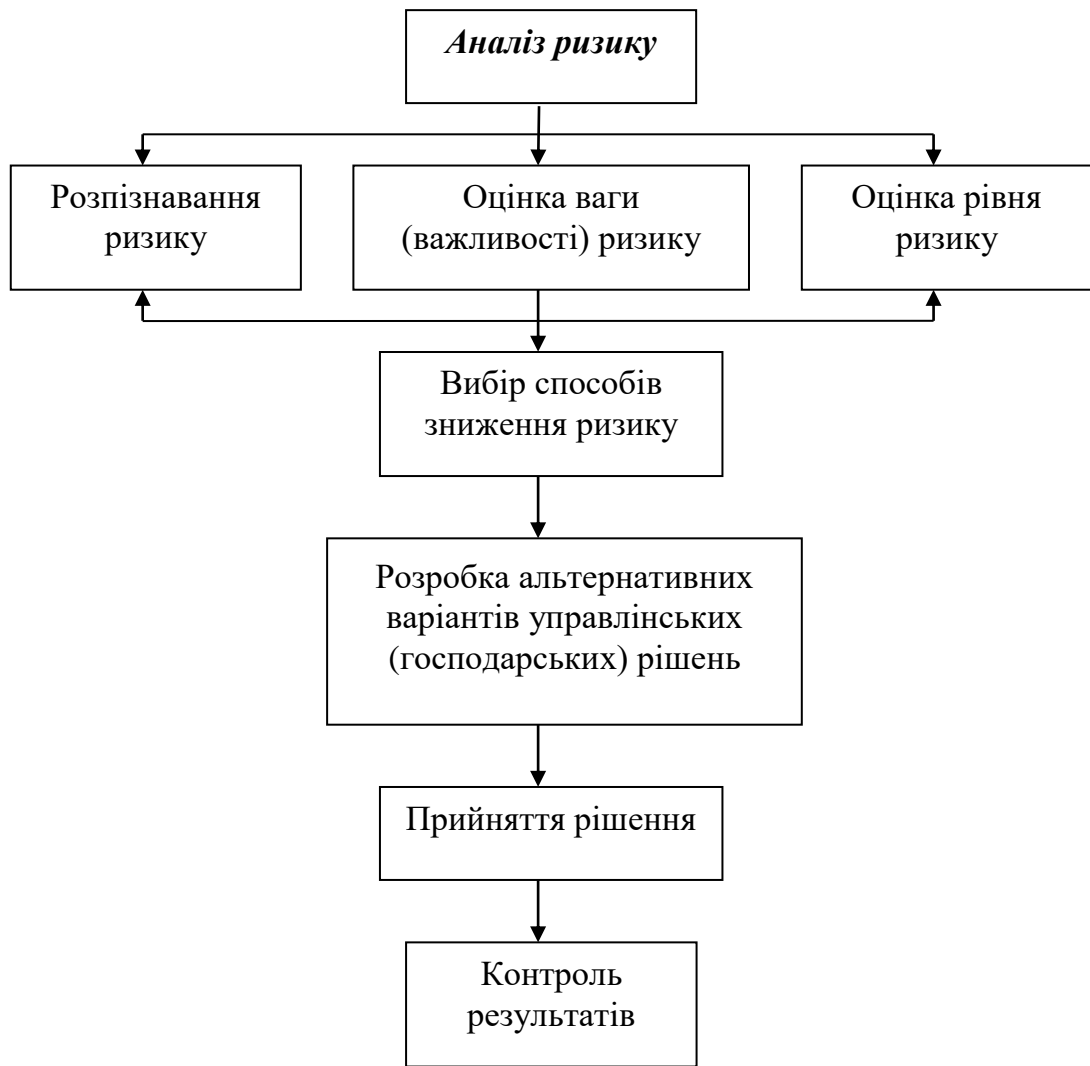 Аналіз ризику
Розпізнавання
ризику
Оцінка ваги
(важливості) ризику
Оцінка рівня
ризику
Вибір способів
зниження ризику
Розробка альтернативних
варіантів управлінських
(господарських) рішень
Прийняття рішення
Контроль
результатів